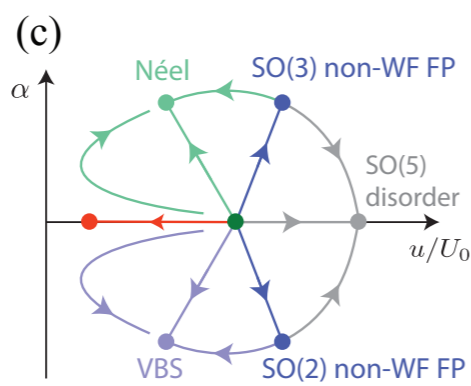 (c)
Néel
SO(3) non-WF FP
α
SO(5)
disorder
u/U₀
VBS
SO(2) non-WF FP